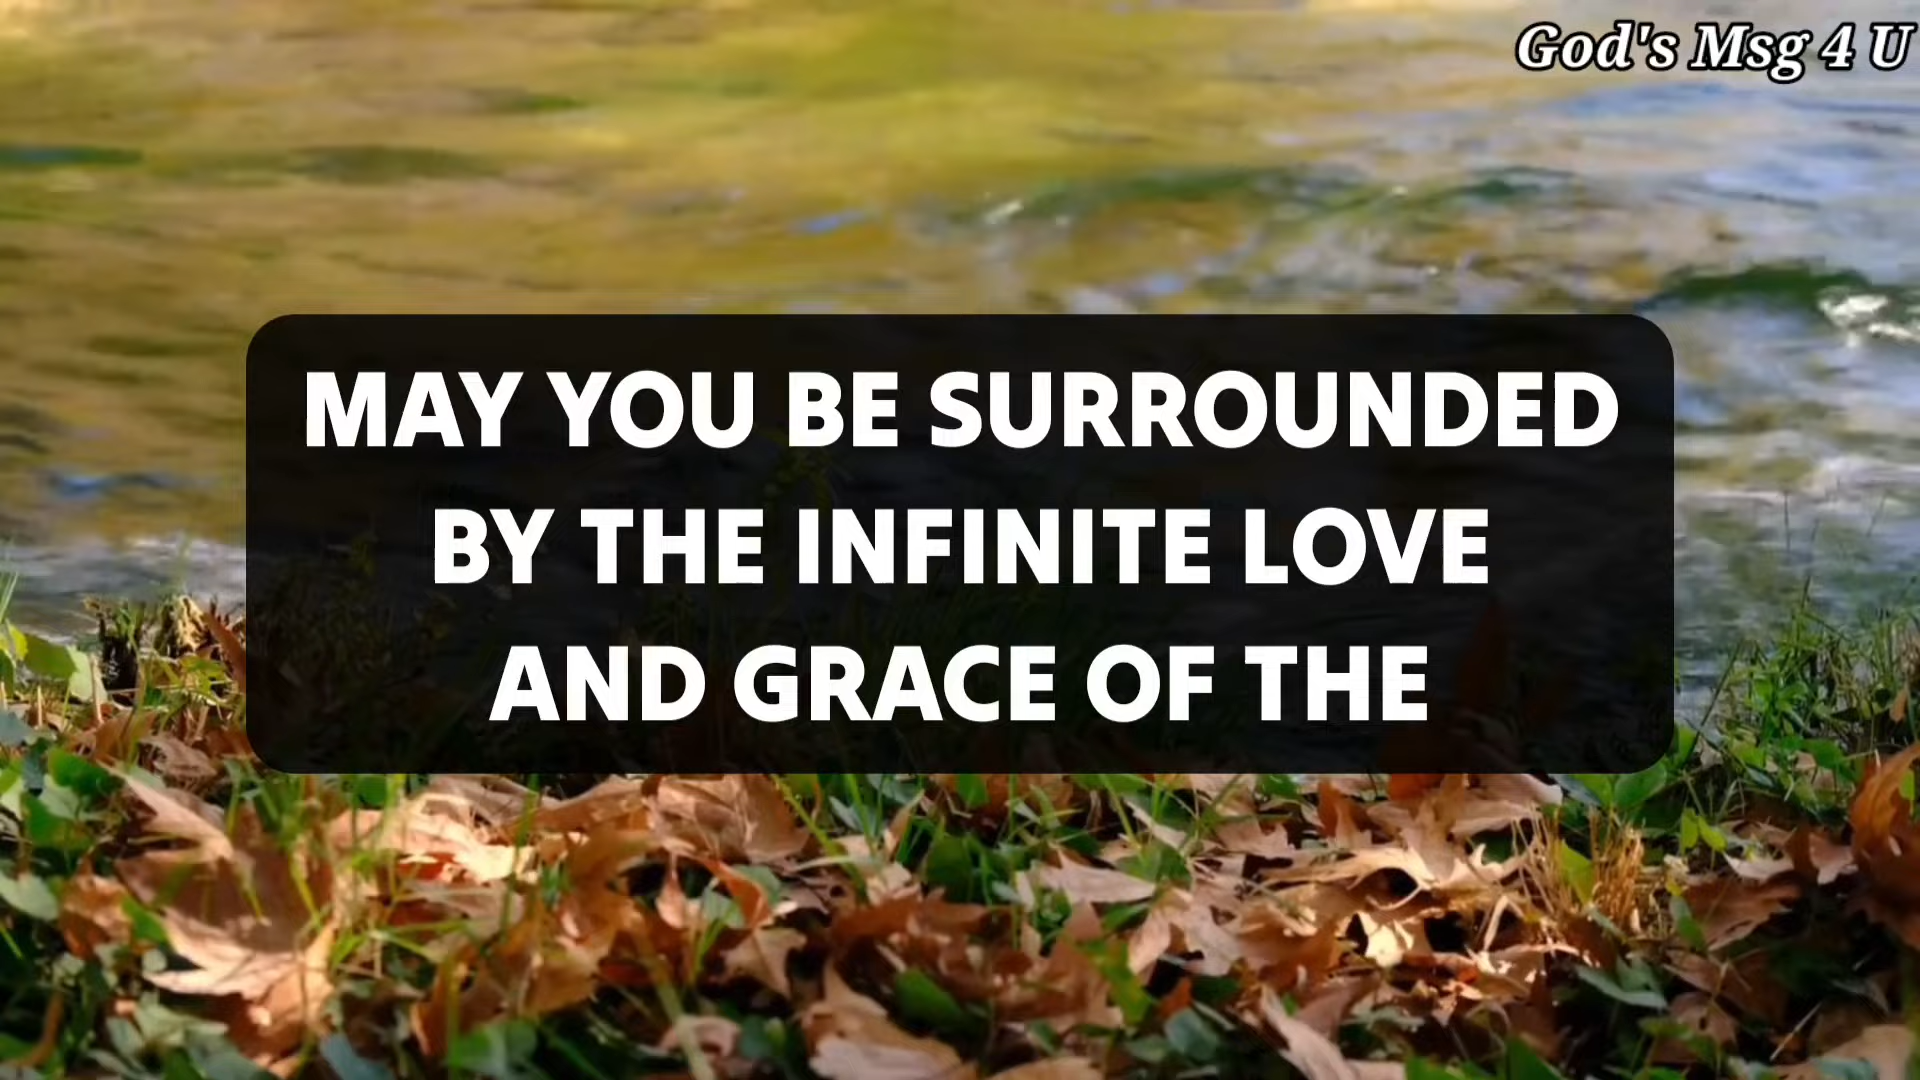 God's Msg 4 U
MAY YOU BE SURROUNDED
BY THE INFINITE LOVE
AND GRACE OF THE